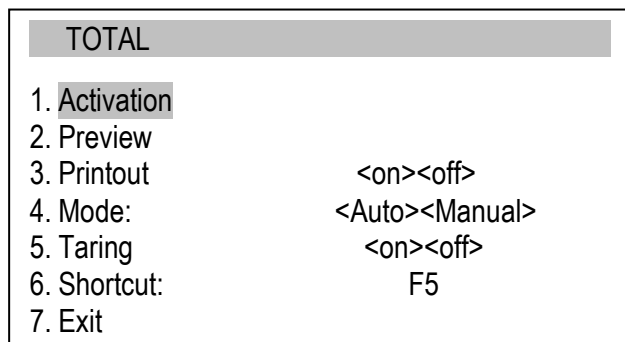 TOTAL
1. Activation
2. Preview
3. Printout <on><off>
4. Mode: <Auto><Manual>
5. Taring <on><off>
6. Shortcut: F5
7. Exit